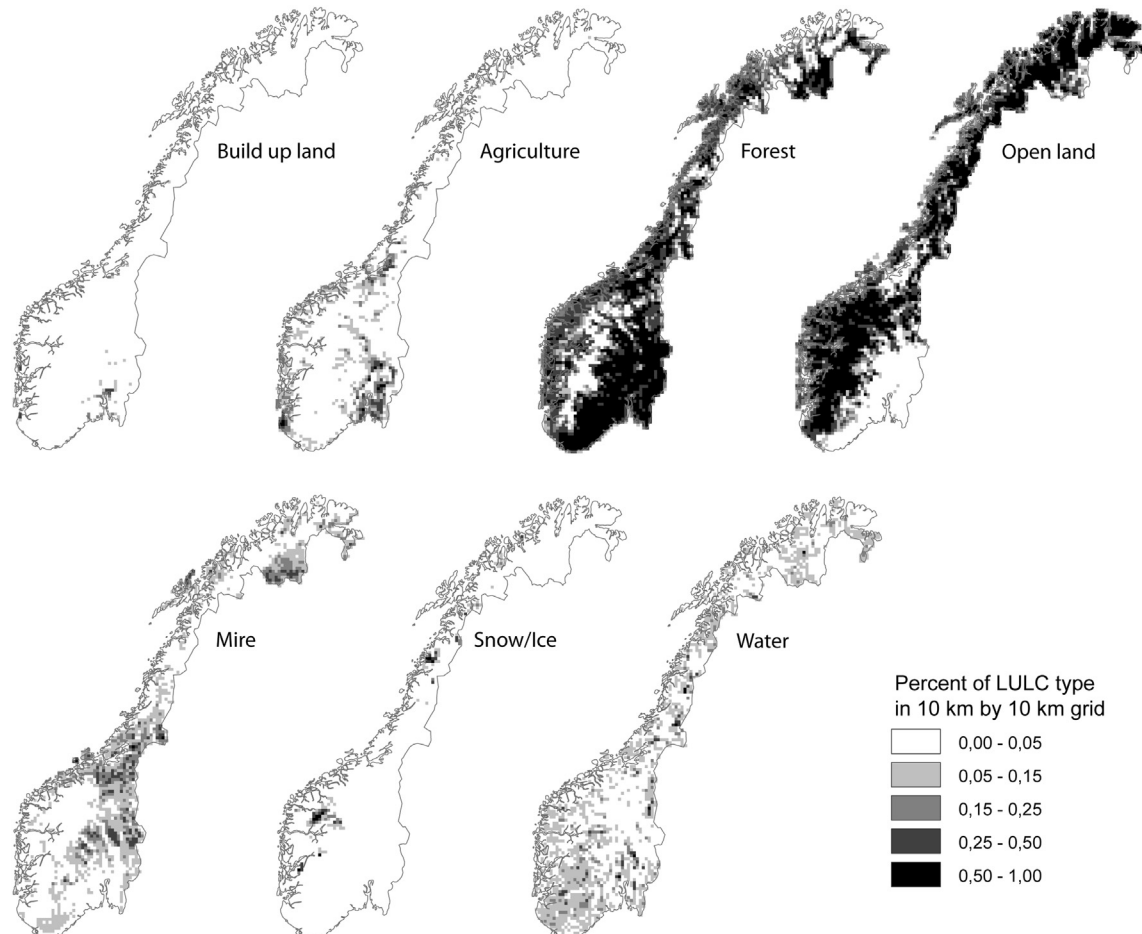 Build up land
Agriculture
Forest
Open land
Mire
Snow/Ice
Water
Percent of LULC type
in 10 km by 10 km grid
0,00 - 0,05
0,05 - 0,15
0,15 - 0,25
0,25 - 0,50
0,50 - 1,00